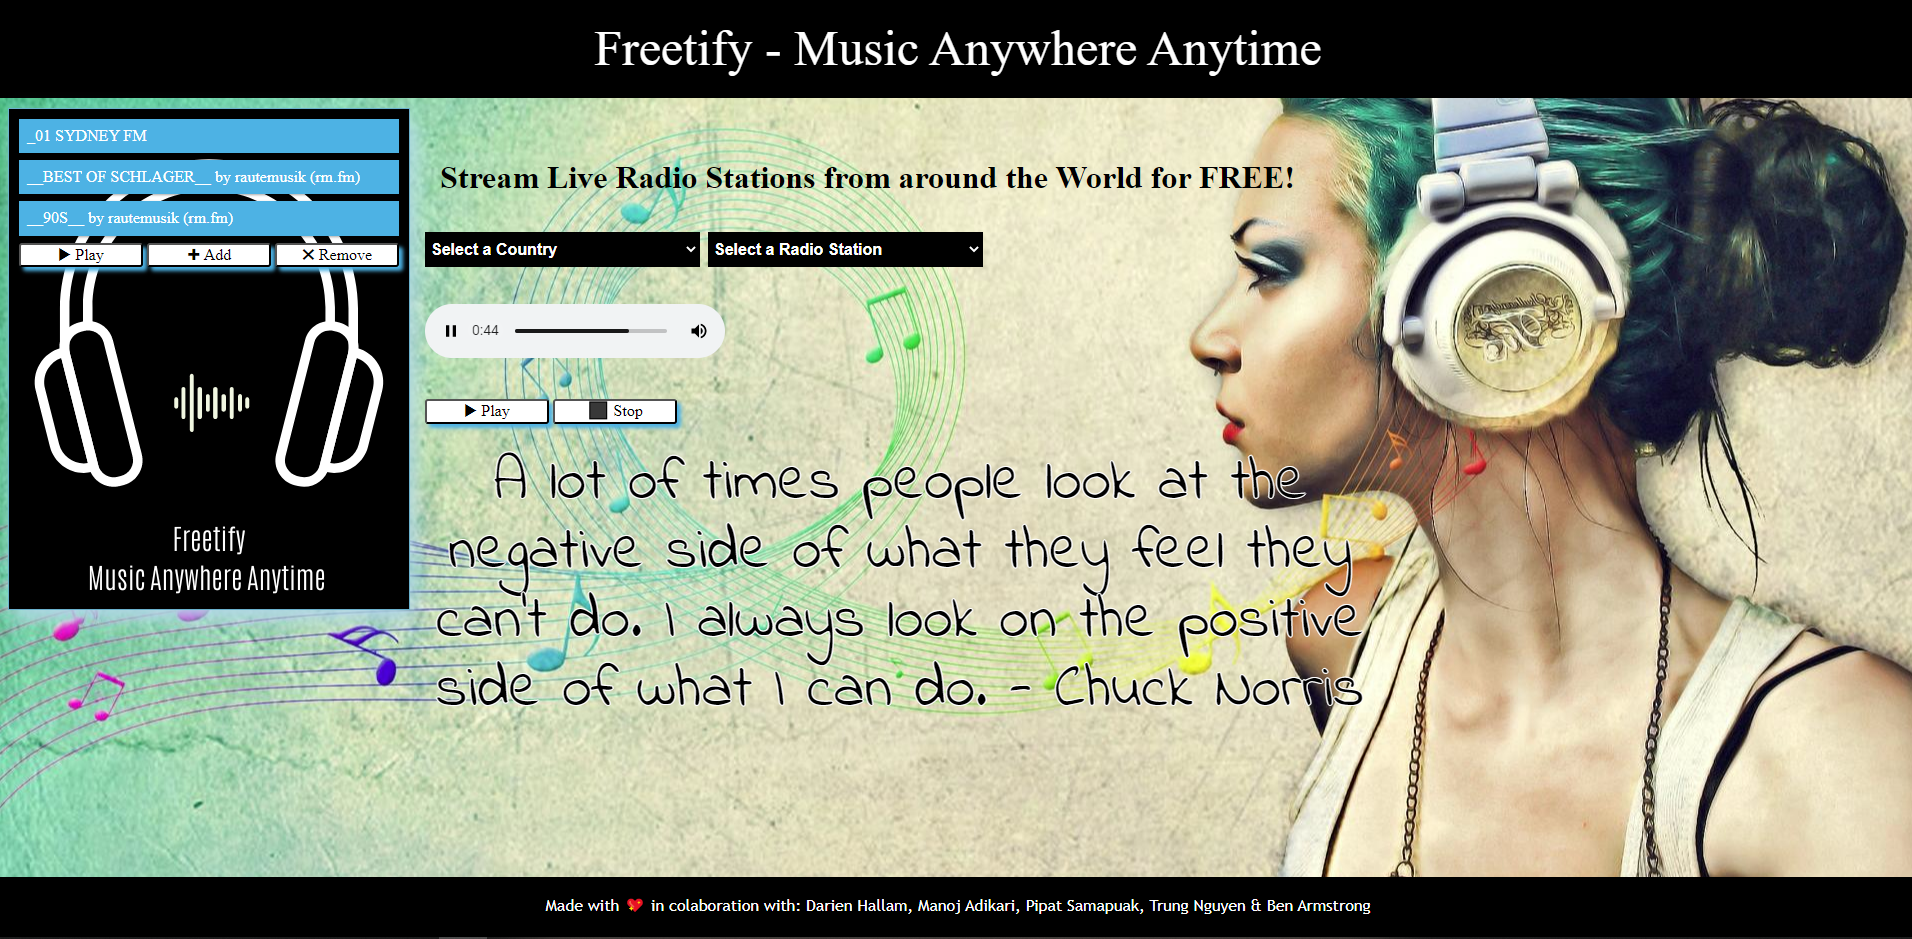 Freetify - Music Anywhere Anytime
_01 SYDNEY FM
__BEST OF SCHLAGER__ by rautemusik (rm.fm)
__90S__ by rautemusik (rm.fm)
Play
Add
Remove
Freetify
Music Anywhere Anytime
Stream Live Radio Stations from around the World for FREE!
Select a Country
Select a Radio Station
0:44
Play
Stop
A lot of times people look at the
negative side of what they feel they
can't do. I always look on the positive
side of what I can do. - Chuck Norris
Made with 💖 in colaboration with: Darien Hallam, Manoj Adikari, Pipat Samapuak, Trung Nguyen & Ben Armstrong